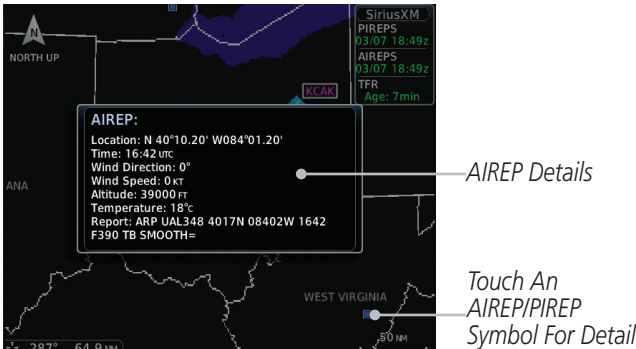 SiriusXM
PIREPS
03/07 18:49z
AIREPS
03/07 18:49z
TFR
Age: 7min
N
NORTH UP
KCAK
AIREP:
Location: N 40°10.20' W084°01.20'
Time: 16:42 UTC
Wind Direction: 0°
Wind Speed: 0 KT
Altitude: 39000 FT
Temperature: 18°C
Report: ARP UAL348 4017N 08402W 1642
F390 TB SMOOTH=
AIREP Details
ANA
WEST VIRGINIA
Touch An
AIREP/PIREP
Symbol For Detail
50 NM
287° 64.9 NM